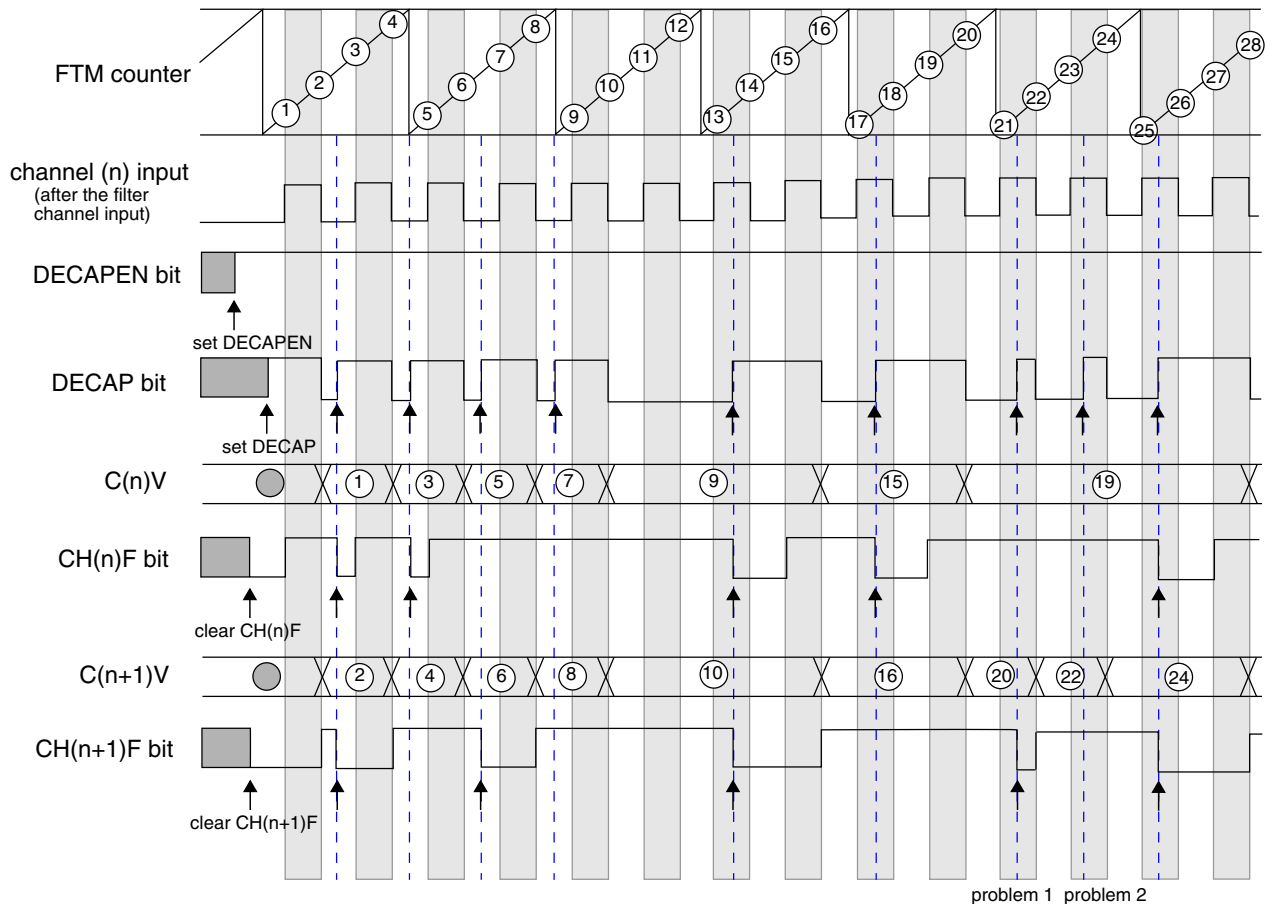 4 8 12 16 20 24 28
3 7 11 15 19 23 27
FTM counter
2 6 10 14 18 22 26
1 5 9 13 17 21 25
channel (n) input
(after the filter
channel input)
DECAPEN bit
set DECAPEN
DECAP bit
set DECAP
C(n)V 1 3 5 7 9 15 19
CH(n)F bit
clear CH(n)F
C(n+1)V 2 4 6 8 10 16 20 22 24
CH(n+1)F bit
clear CH(n+1)F
problem 1 problem 2